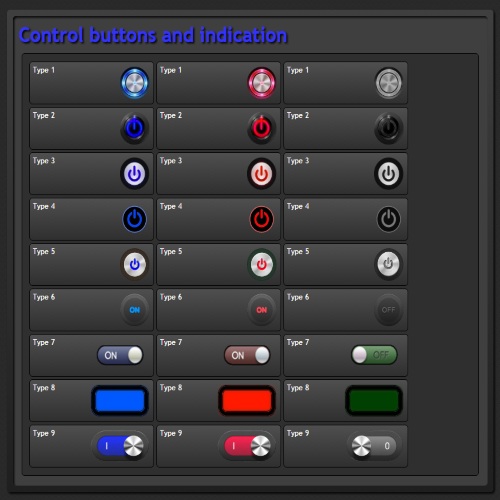 Control buttons and indication
Type 1 Type 1 Type 1
Type 2 Type 2 Type 2
Type 3 Type 3 Type 3
Type 4 Type 4 Type 4
Type 5 Type 5 Type 5
Type 6 ON Type 6 ON Type 6 OFF
Type 7 ON Type 7 ON Type 7 OFF
Type 8 Type 8 Type 8
Type 9 I Type 9 I Type 9 0